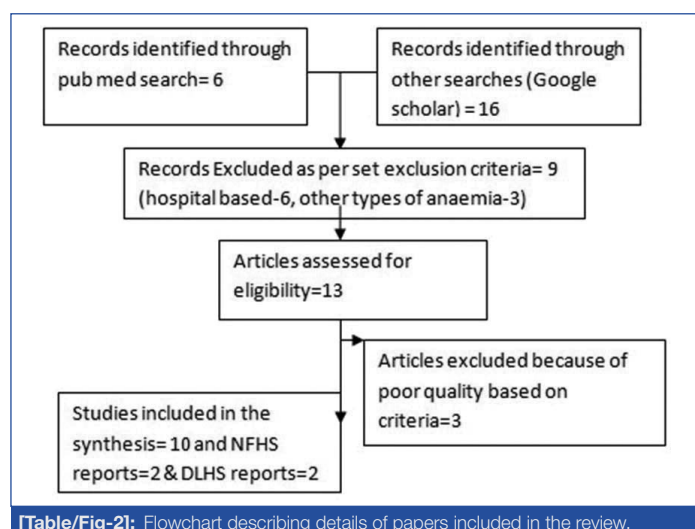 Records identified through
pub med search= 6
Records identified through
other searches (Google
scholar) = 16
Records Excluded as per set exclusion criteria= 9
(hospital based-6, other types of anaemia-3)
Articles assessed for
eligibility=13
Articles excluded because of
poor quality based on
criteria=3
Studies included in the
synthesis= 10 and NFHS
reports=2 & DLHS reports=2
[Table/Fig-2]: Flowchart describing details of papers included in the review.